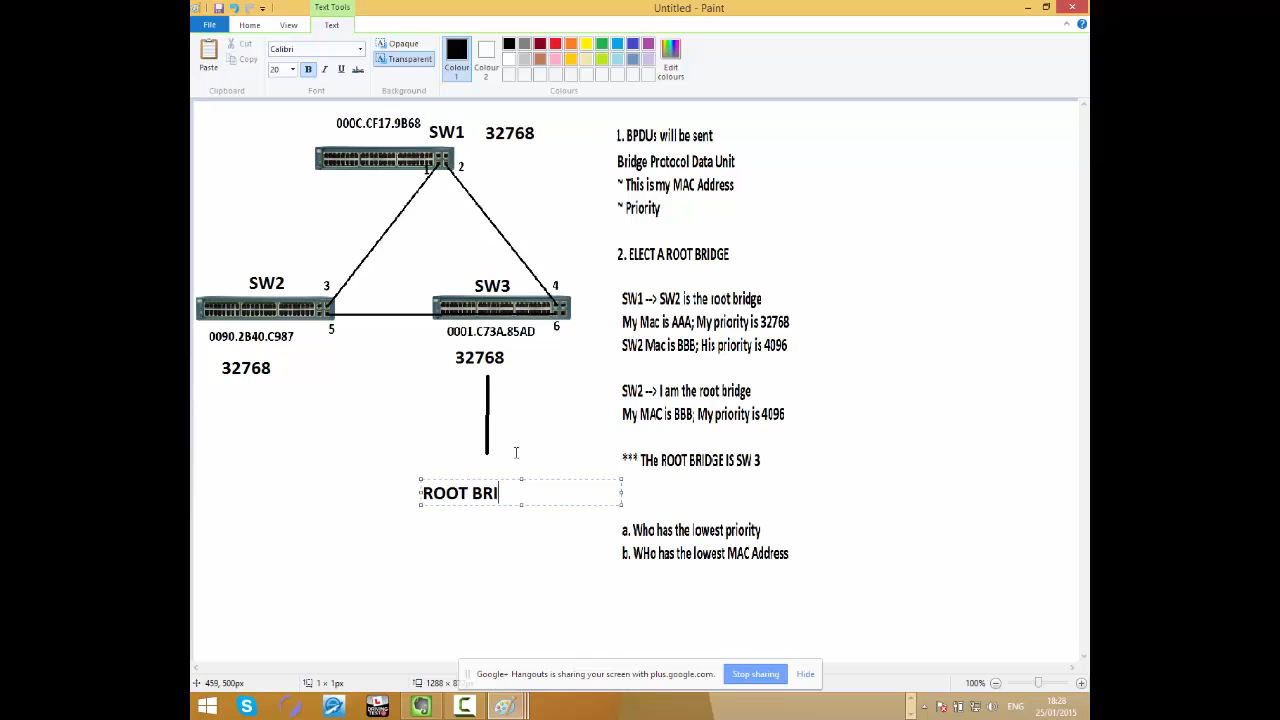 Text Tools
Untitled - Paint
File
Home
View
Text
Paste
Cut
Copy
Clipboard
Calibri
20
B
I
U
abc
Font
Opaque
Transparent
Background
Colour
1
Colour
2
Edit
colours
Colours
000C.CF17.9B68
SW1
32768
1
2
SW2
3
SW3
4
5
6
0090.2B40.C987
0001.C73A.85AD
32768
32768
ROOT BRI
1. BPDUs will be sent
Bridge Protocol Data Unit
~ This is my MAC Address
~ Priority
2. ELECT A ROOT BRIDGE
SW1 --> SW2 is the root bridge
My Mac is AAA; My priority is 32768
SW2 Mac is BBB; His priority is 4096
SW2 --> I am the root bridge
My MAC is BBB; My priority is 4096
*** THe ROOT BRIDGE IS SW 3
a. Who has the lowest priority
b. WHo has the lowest MAC Address
Google+ Hangouts is sharing your screen with plus.google.com.
Stop sharing
Hide
459, 500px
1 × 1px
100%
ENG
18:28
25/01/2015